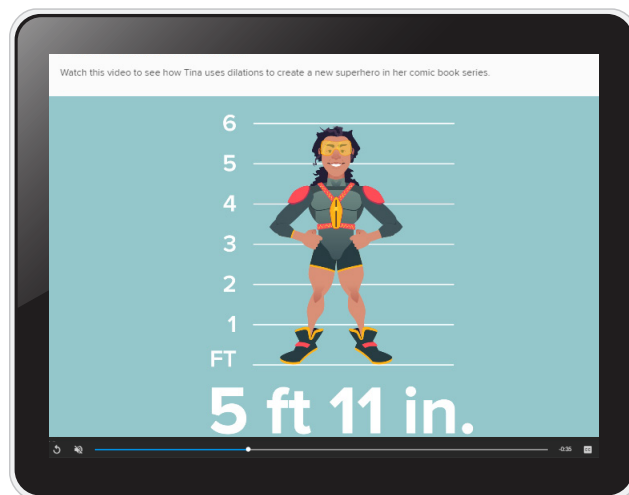 Watch this video to see how Tina uses dilations to create a new superhero in her comic book series.
6
5
4
3
2
1
FT
5 ft 11 in.
-0:36